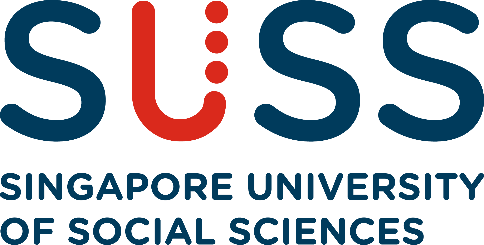 SUSS
SINGAPORE UNIVERSITY
OF SOCIAL SCIENCES